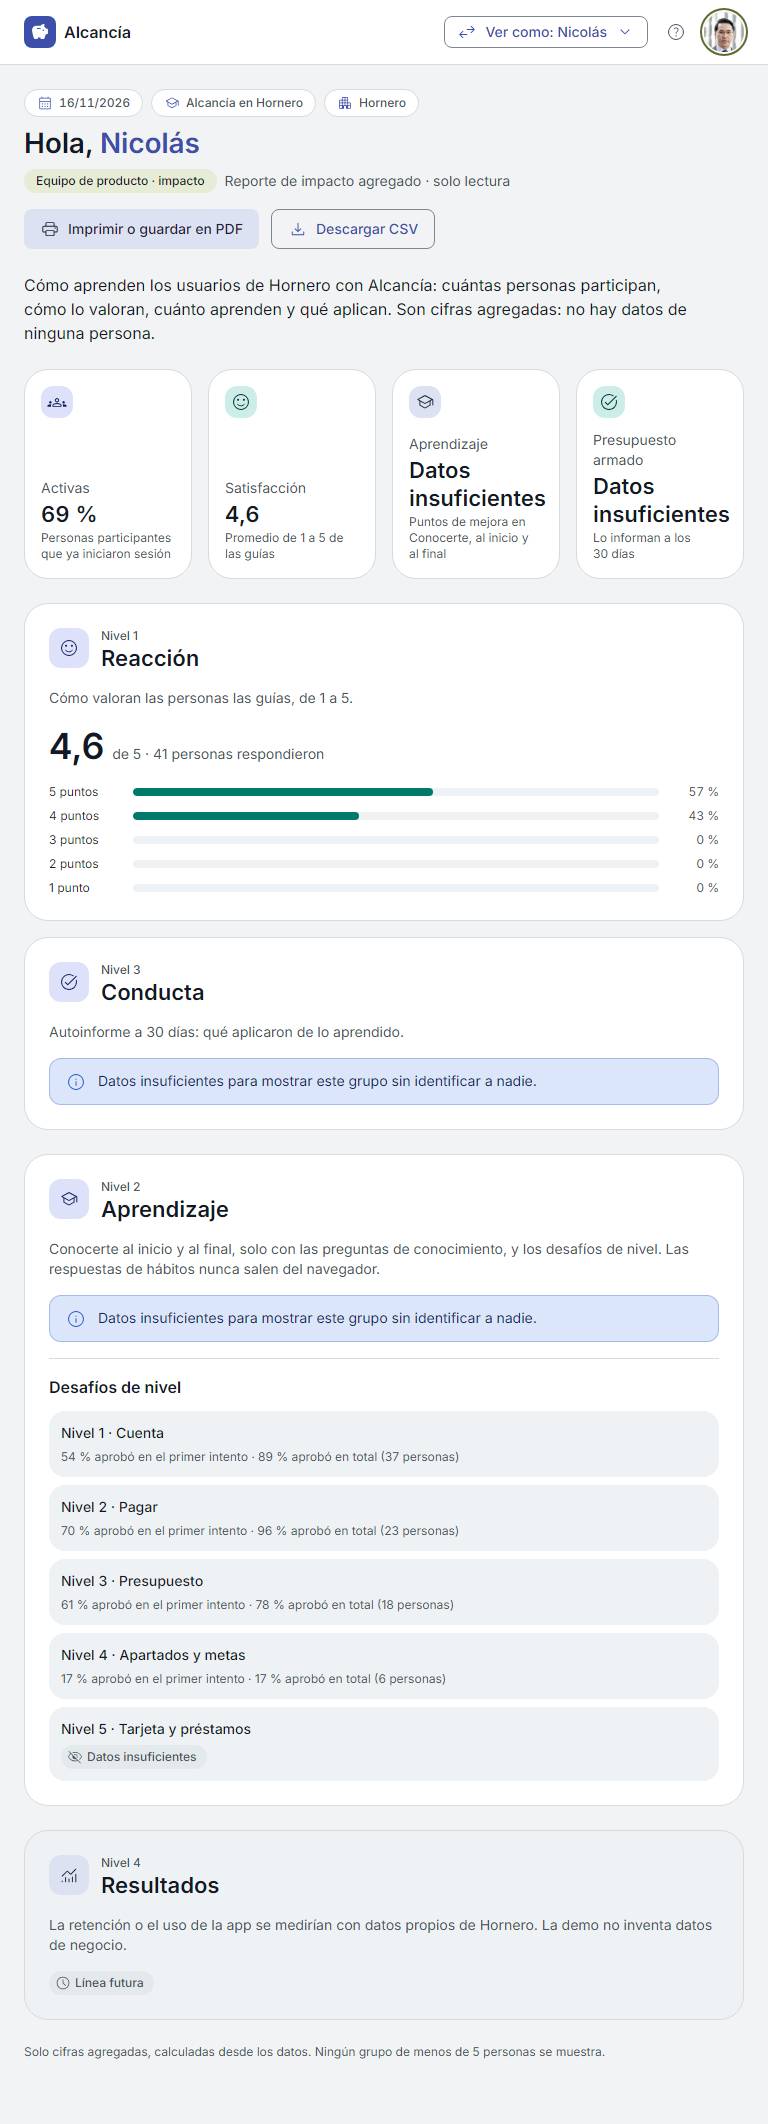 Alcancía
Ver como: Nicolás
16/11/2026
Alcancía en Hornero
Hornero
Hola, Nicolás
Equipo de producto · impacto
Reporte de impacto agregado · solo lectura
Imprimir o guardar en PDF
Descargar CSV
Cómo aprenden los usuarios de Hornero con Alcancía: cuántas personas participan,
cómo lo valoran, cuánto aprenden y qué aplican. Son cifras agregadas: no hay datos de
ninguna persona.
Activas
69 %
Personas participantes
que ya iniciaron sesión
Satisfacción
4,6
Promedio de 1 a 5 de
las guías
Aprendizaje
Datos
insuficientes
Puntos de mejora en
Conocerte, al inicio y
al final
Presupuesto
armado
Datos
insuficientes
Lo informan a los
30 días
Nivel 1
Reacción
Cómo valoran las personas las guías, de 1 a 5.
4,6 de 5 · 41 personas respondieron
5 puntos 57 %
4 puntos 43 %
3 puntos 0 %
2 puntos 0 %
1 punto 0 %
Nivel 3
Conducta
Autoinforme a 30 días: qué aplicaron de lo aprendido.
Datos insuficientes para mostrar este grupo sin identificar a nadie.
Nivel 2
Aprendizaje
Conocerte al inicio y al final, solo con las preguntas de conocimiento, y los desafíos de nivel. Las
respuestas de hábitos nunca salen del navegador.
Datos insuficientes para mostrar este grupo sin identificar a nadie.
Desafíos de nivel
Nivel 1 · Cuenta
54 % aprobó en el primer intento · 89 % aprobó en total (37 personas)
Nivel 2 · Pagar
70 % aprobó en el primer intento · 96 % aprobó en total (23 personas)
Nivel 3 · Presupuesto
61 % aprobó en el primer intento · 78 % aprobó en total (18 personas)
Nivel 4 · Apartados y metas
17 % aprobó en el primer intento · 17 % aprobó en total (6 personas)
Nivel 5 · Tarjeta y préstamos
Datos insuficientes
Nivel 4
Resultados
La retención o el uso de la app se medirían con datos propios de Hornero. La demo no inventa datos
de negocio.
Línea futura
Solo cifras agregadas, calculadas desde los datos. Ningún grupo de menos de 5 personas se muestra.